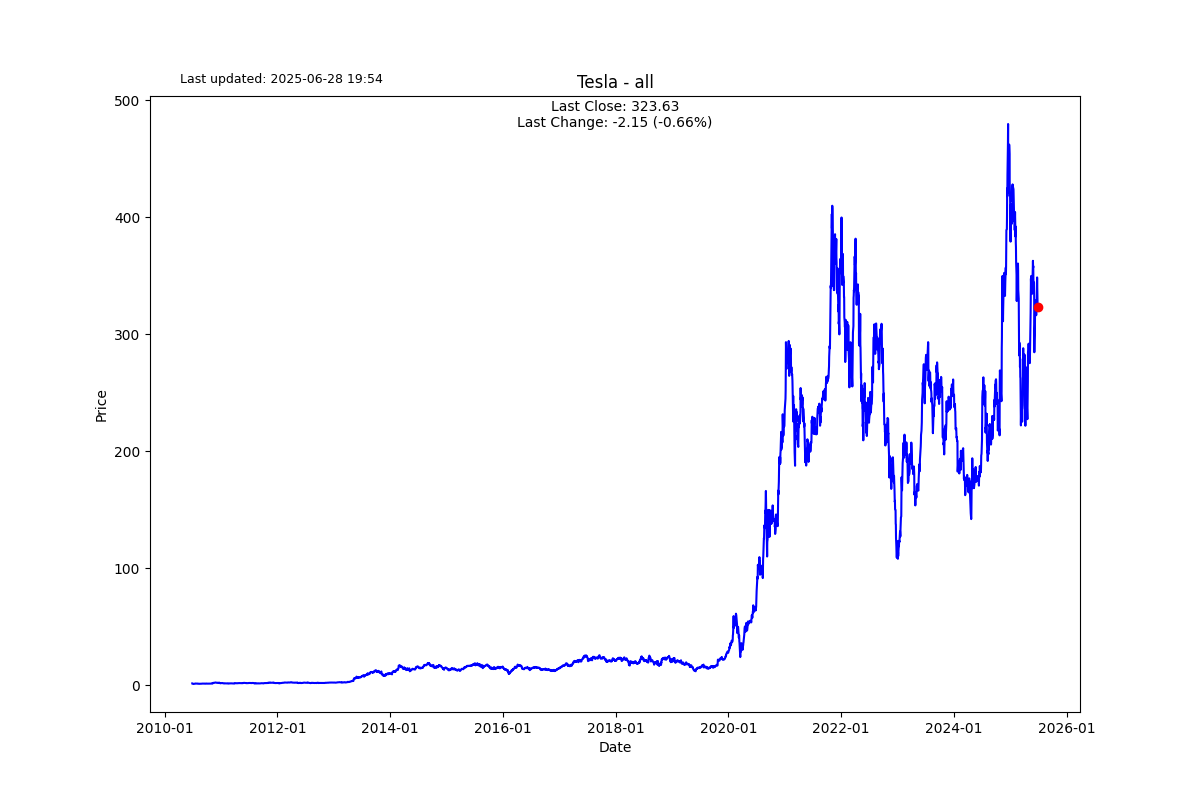 Last updated: 2025-06-28 19:54
Tesla - all
Last Close: 323.63
Last Change: -2.15 (-0.66%)
500
400
300
200
100
0
Price
2010-01 2012-01 2014-01 2016-01 2018-01 2020-01 2022-01 2024-01 2026-01
Date